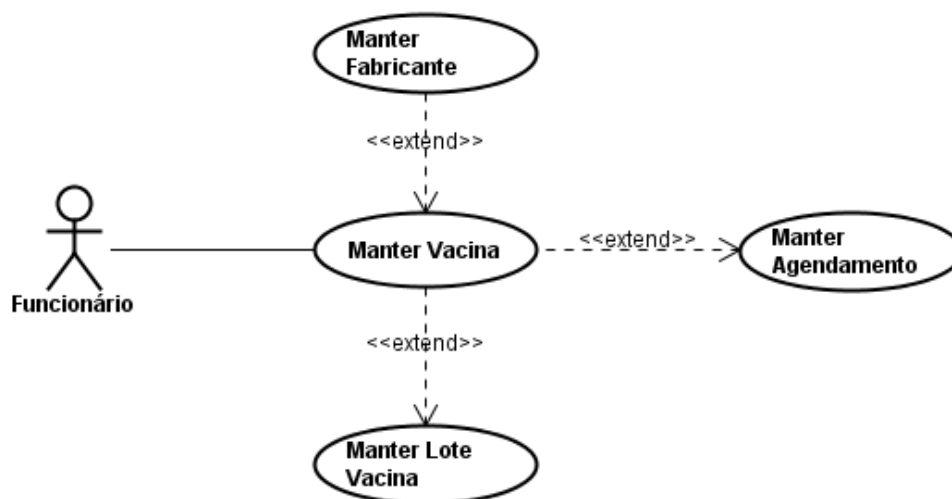 Manter
Fabricante
<<extend>>
Manter Vacina
<<extend>>
Manter
Agendamento
Funcionário
<<extend>>
Manter Lote
Vacina